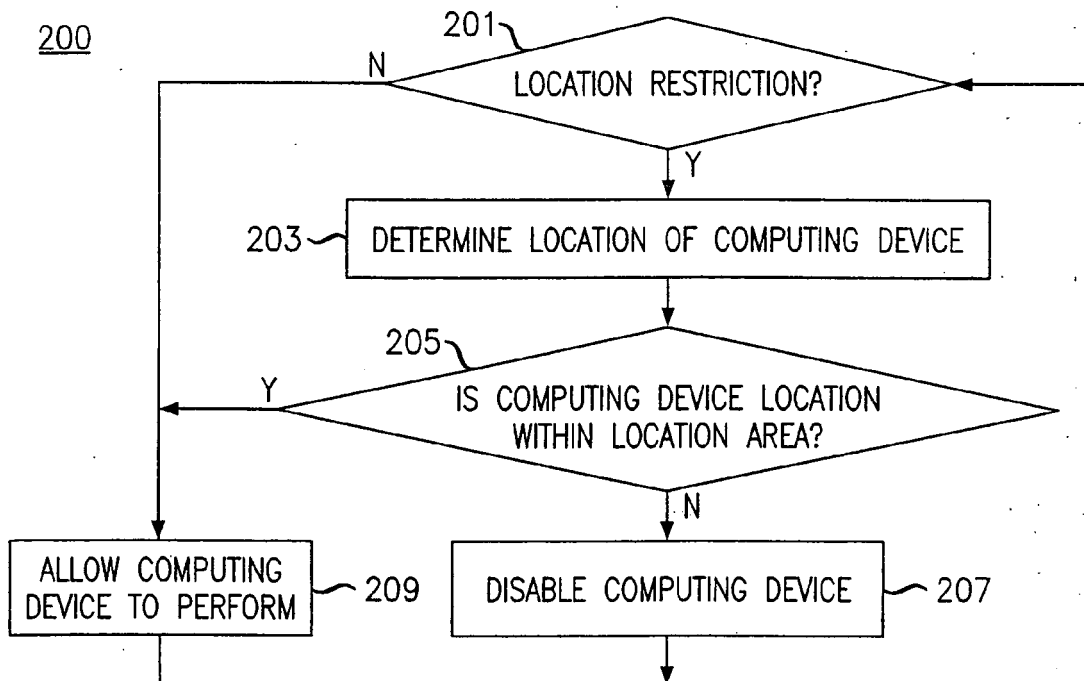 200
201
N
LOCATION RESTRICTION?
Y
203
DETERMINE LOCATION OF COMPUTING DEVICE
205
Y
IS COMPUTING DEVICE LOCATION
WITHIN LOCATION AREA?
N
ALLOW COMPUTING
DEVICE TO PERFORM
209
DISABLE COMPUTING DEVICE
207